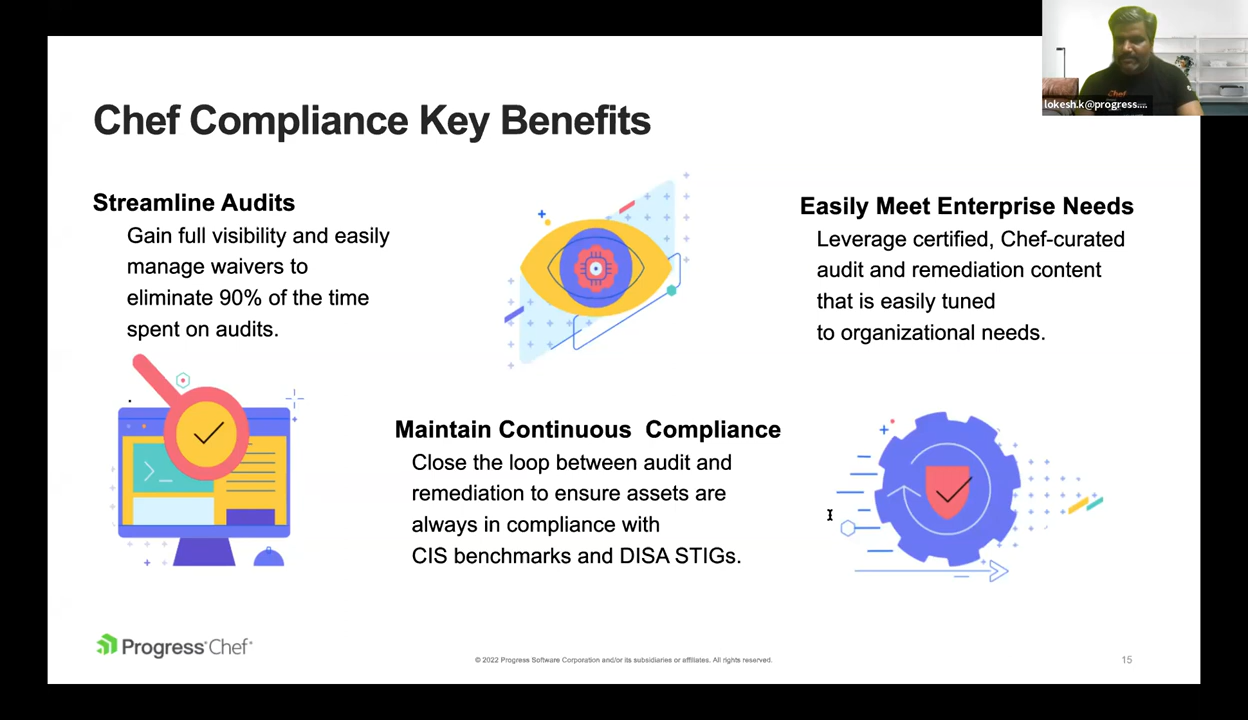 lokesh.k@progress....
Chef
Chef Compliance Key Benefits
Streamline Audits
Gain full visibility and easily
manage waivers to
eliminate 90% of the time
spent on audits.
Easily Meet Enterprise Needs
Leverage certified, Chef-curated
audit and remediation content
that is easily tuned
to organizational needs.
Maintain Continuous  Compliance
Close the loop between audit and
remediation to ensure assets are
always in compliance with
CIS benchmarks and DISA STIGs.
Progress® Chef™
© 2022 Progress Software Corporation and/or its subsidiaries or affiliates. All rights reserved.
15